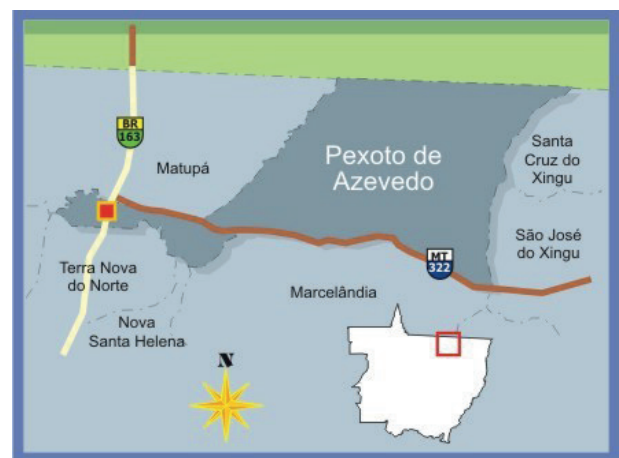 BR
163
Matupá
Pexoto de
Azevedo
Santa
Cruz do
Xingu
São José
do Xingu
MT
322
Terra Nova
do Norte
Marcelândia
Nova
Santa Helena
N